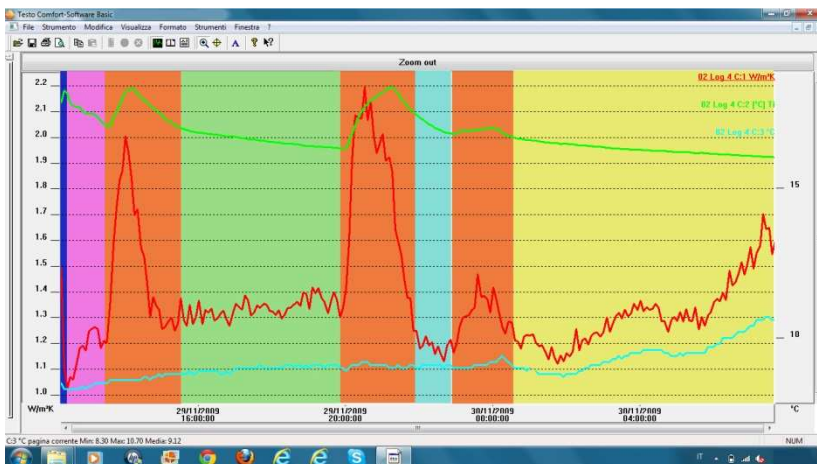 Testo Comfort-Software Basic
File Strumento Modifica Visualizza Formato Strumenti Finestra ?
Zoom out
2.2
2.1
2.0
1.9
1.8
1.7
1.6
1.5
1.4
1.3
1.2
1.1
1.0
W/m²K
02 Log 4 C:1 W/m²K
02 Log 4 C:2 [°C] Ti
02 Log 4 C:3 °C
15
10
°C
29/11/2009
16:00:00
29/11/2009
20:00:00
30/11/2009
00:00:00
30/11/2009
04:00:00
C:3 °C pagina corrente Min: 8.30 Max: 10.70 Media: 9.12
NUM
IT